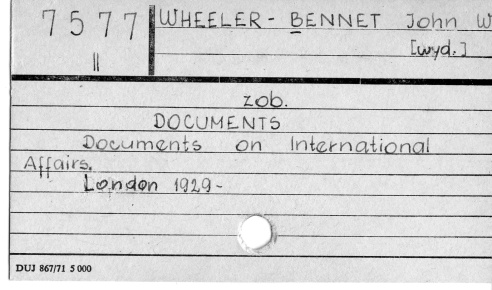 7577 WHEELER-BENNET John W
II [wyd.]
zob.
DOCUMENTS
Documents on International
Affairs.
London 1929-
DUJ 867/71 5 000